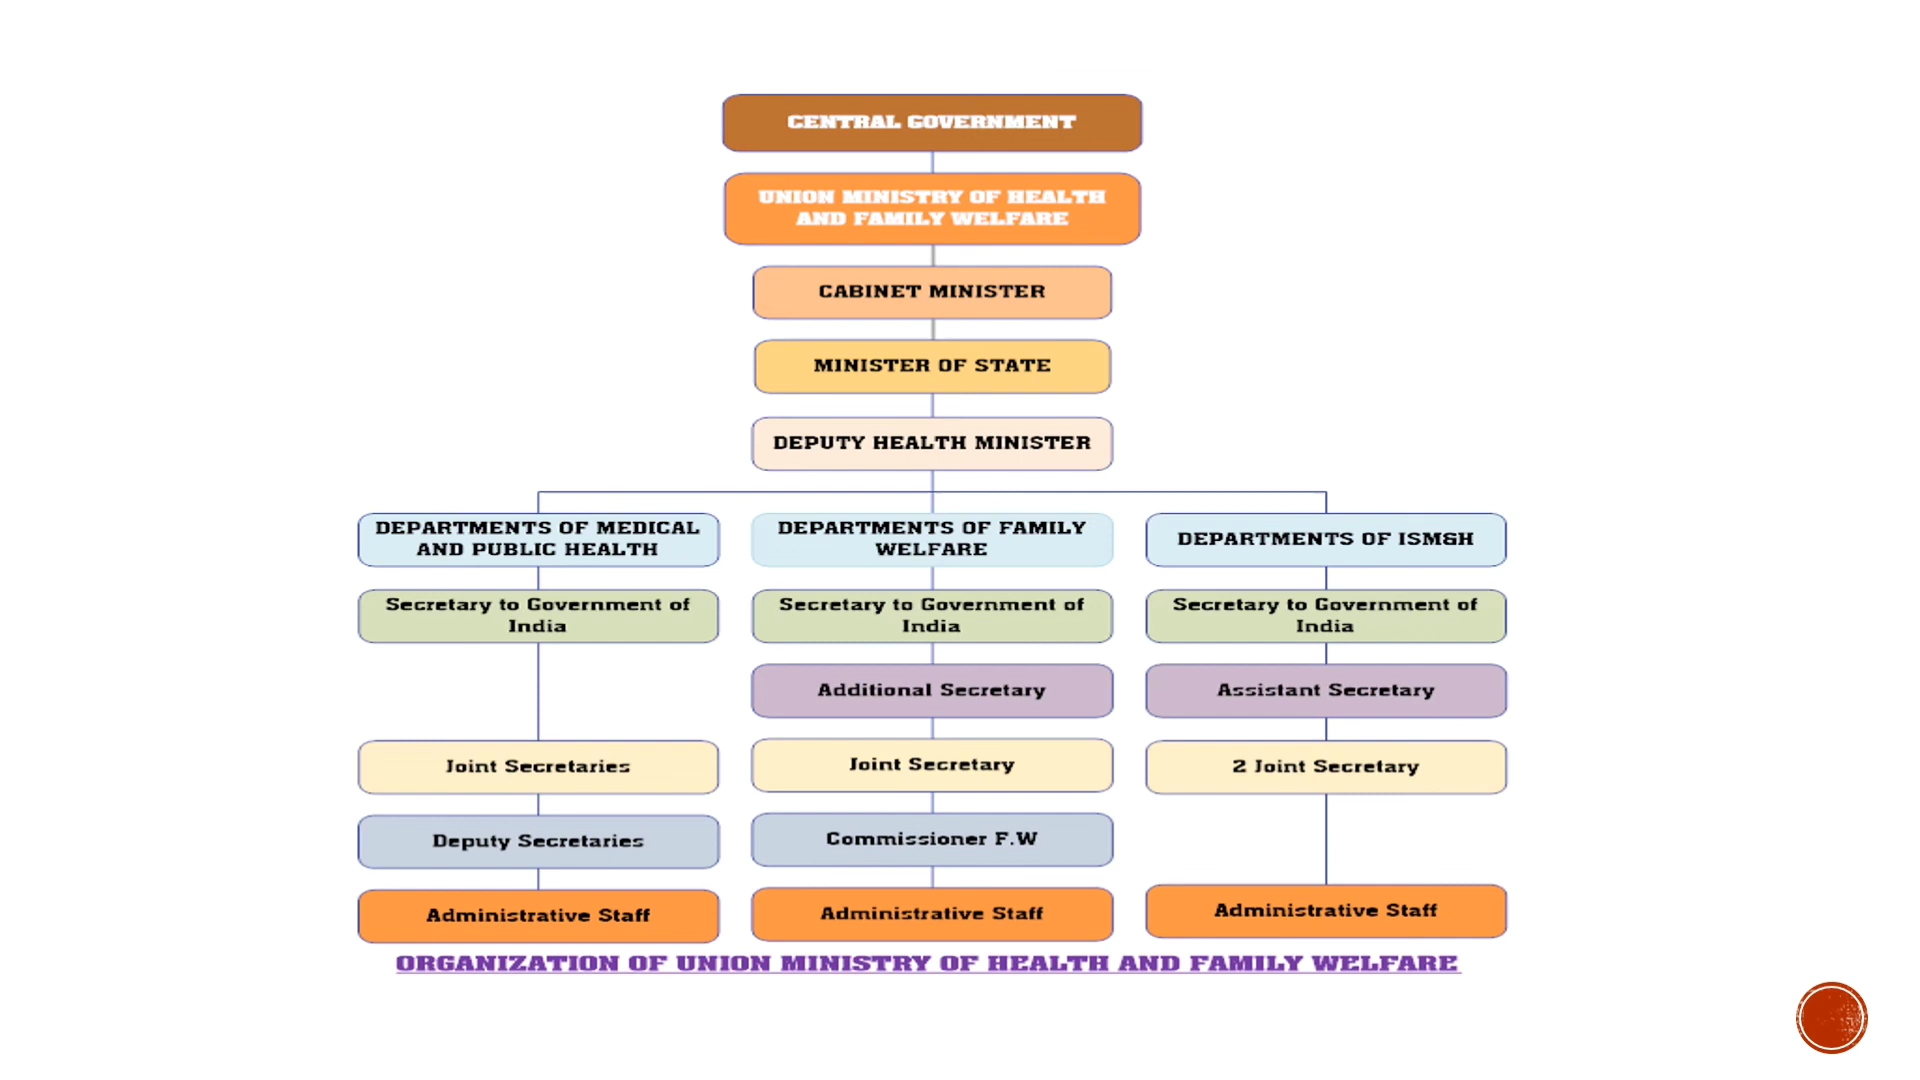 CENTRAL GOVERNMENT
UNION MINISTRY OF HEALTH
AND FAMILY WELFARE
CABINET MINISTER
MINISTER OF STATE
DEPUTY HEALTH MINISTER
DEPARTMENTS OF MEDICAL
AND PUBLIC HEALTH
Secretary to Government of
India
Joint Secretaries
Deputy Secretaries
Administrative Staff
DEPARTMENTS OF FAMILY
WELFARE
Secretary to Government of
India
Additional Secretary
Joint Secretary
Commissioner F.W
Administrative Staff
DEPARTMENTS OF ISM&H
Secretary to Government of
India
Assistant Secretary
2 Joint Secretary
Administrative Staff
ORGANIZATION OF UNION MINISTRY OF HEALTH AND FAMILY WELFARE